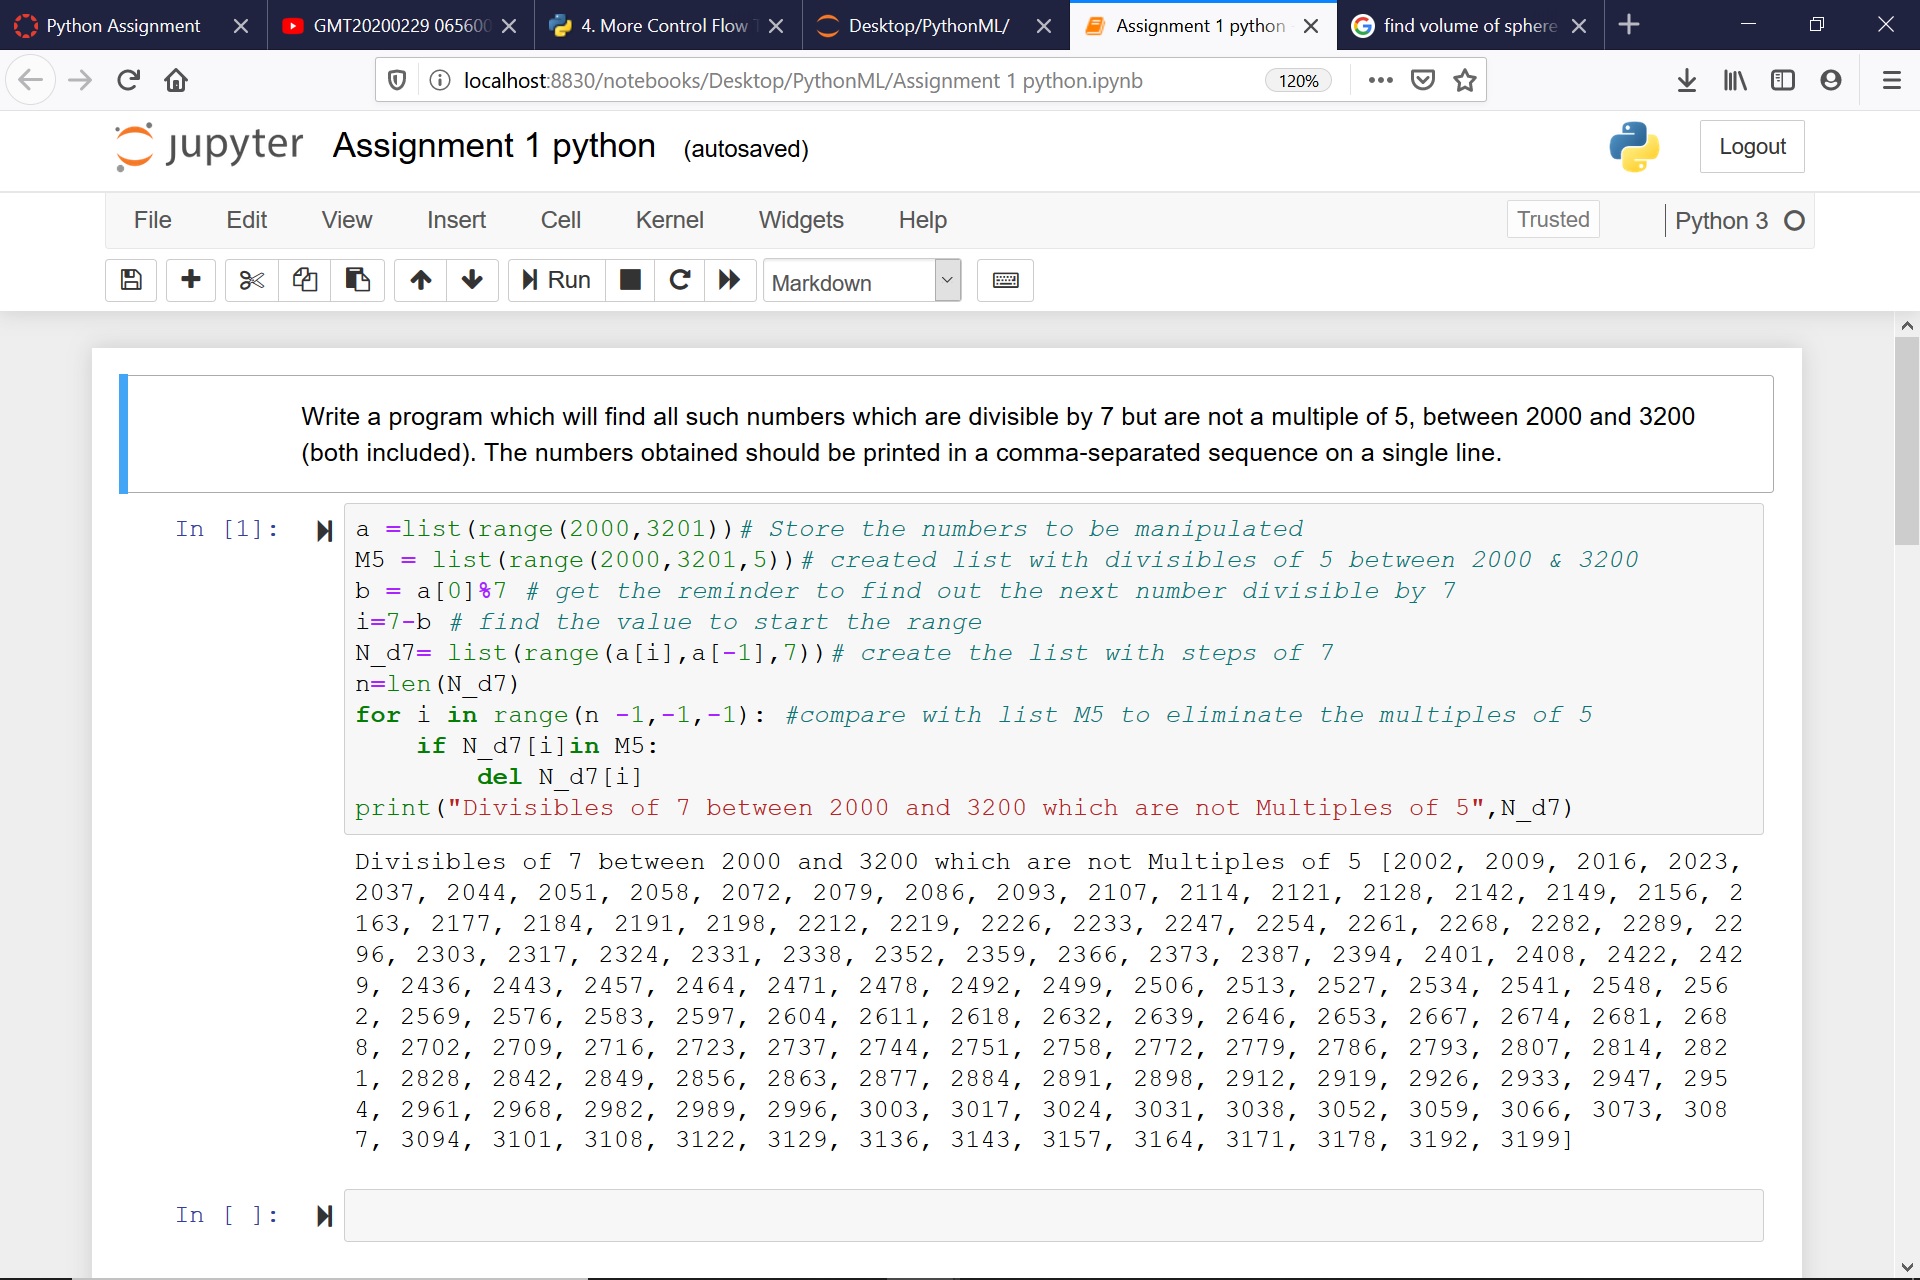 Python Assignment
GMT20200229 065600
4. More Control Flow T
Desktop/PythonML/
Assignment 1 python
find volume of sphere
localhost:8830/notebooks/Desktop/PythonML/Assignment 1 python.ipynb
120%
jupyter Assignment 1 python (autosaved)
Logout
File Edit View Insert Cell Kernel Widgets Help
Trusted
Python 3
Run
Markdown
Write a program which will find all such numbers which are divisible by 7 but are not a multiple of 5, between 2000 and 3200
(both included). The numbers obtained should be printed in a comma-separated sequence on a single line.
In [1]:
a =list(range(2000,3201))# Store the numbers to be manipulated
M5 = list(range(2000,3201,5))# created list with divisibles of 5 between 2000 & 3200
b = a[0]%7 # get the reminder to find out the next number divisible by 7
i=7-b # find the value to start the range
N_d7= list(range(a[i],a[-1],7))# create the list with steps of 7
n=len(N_d7)
for i in range(n -1,-1,-1): #compare with list M5 to eliminate the multiples of 5
    if N_d7[i]in M5:
        del N_d7[i]
print("Divisibles of 7 between 2000 and 3200 which are not Multiples of 5",N_d7)
Divisibles of 7 between 2000 and 3200 which are not Multiples of 5 [2002, 2009, 2016, 2023,
2037, 2044, 2051, 2058, 2072, 2079, 2086, 2093, 2107, 2114, 2121, 2128, 2142, 2149, 2156, 2
163, 2177, 2184, 2191, 2198, 2212, 2219, 2226, 2233, 2247, 2254, 2261, 2268, 2282, 2289, 22
96, 2303, 2317, 2324, 2331, 2338, 2352, 2359, 2366, 2373, 2387, 2394, 2401, 2408, 2422, 242
9, 2436, 2443, 2457, 2464, 2471, 2478, 2492, 2499, 2506, 2513, 2527, 2534, 2541, 2548, 256
2, 2569, 2576, 2583, 2597, 2604, 2611, 2618, 2632, 2639, 2646, 2653, 2667, 2674, 2681, 268
8, 2702, 2709, 2716, 2723, 2737, 2744, 2751, 2758, 2772, 2779, 2786, 2793, 2807, 2814, 282
1, 2828, 2842, 2849, 2856, 2863, 2877, 2884, 2891, 2898, 2912, 2919, 2926, 2933, 2947, 295
4, 2961, 2968, 2982, 2989, 2996, 3003, 3017, 3024, 3031, 3038, 3052, 3059, 3066, 3073, 308
7, 3094, 3101, 3108, 3122, 3129, 3136, 3143, 3157, 3164, 3171, 3178, 3192, 3199]
In [ ]: